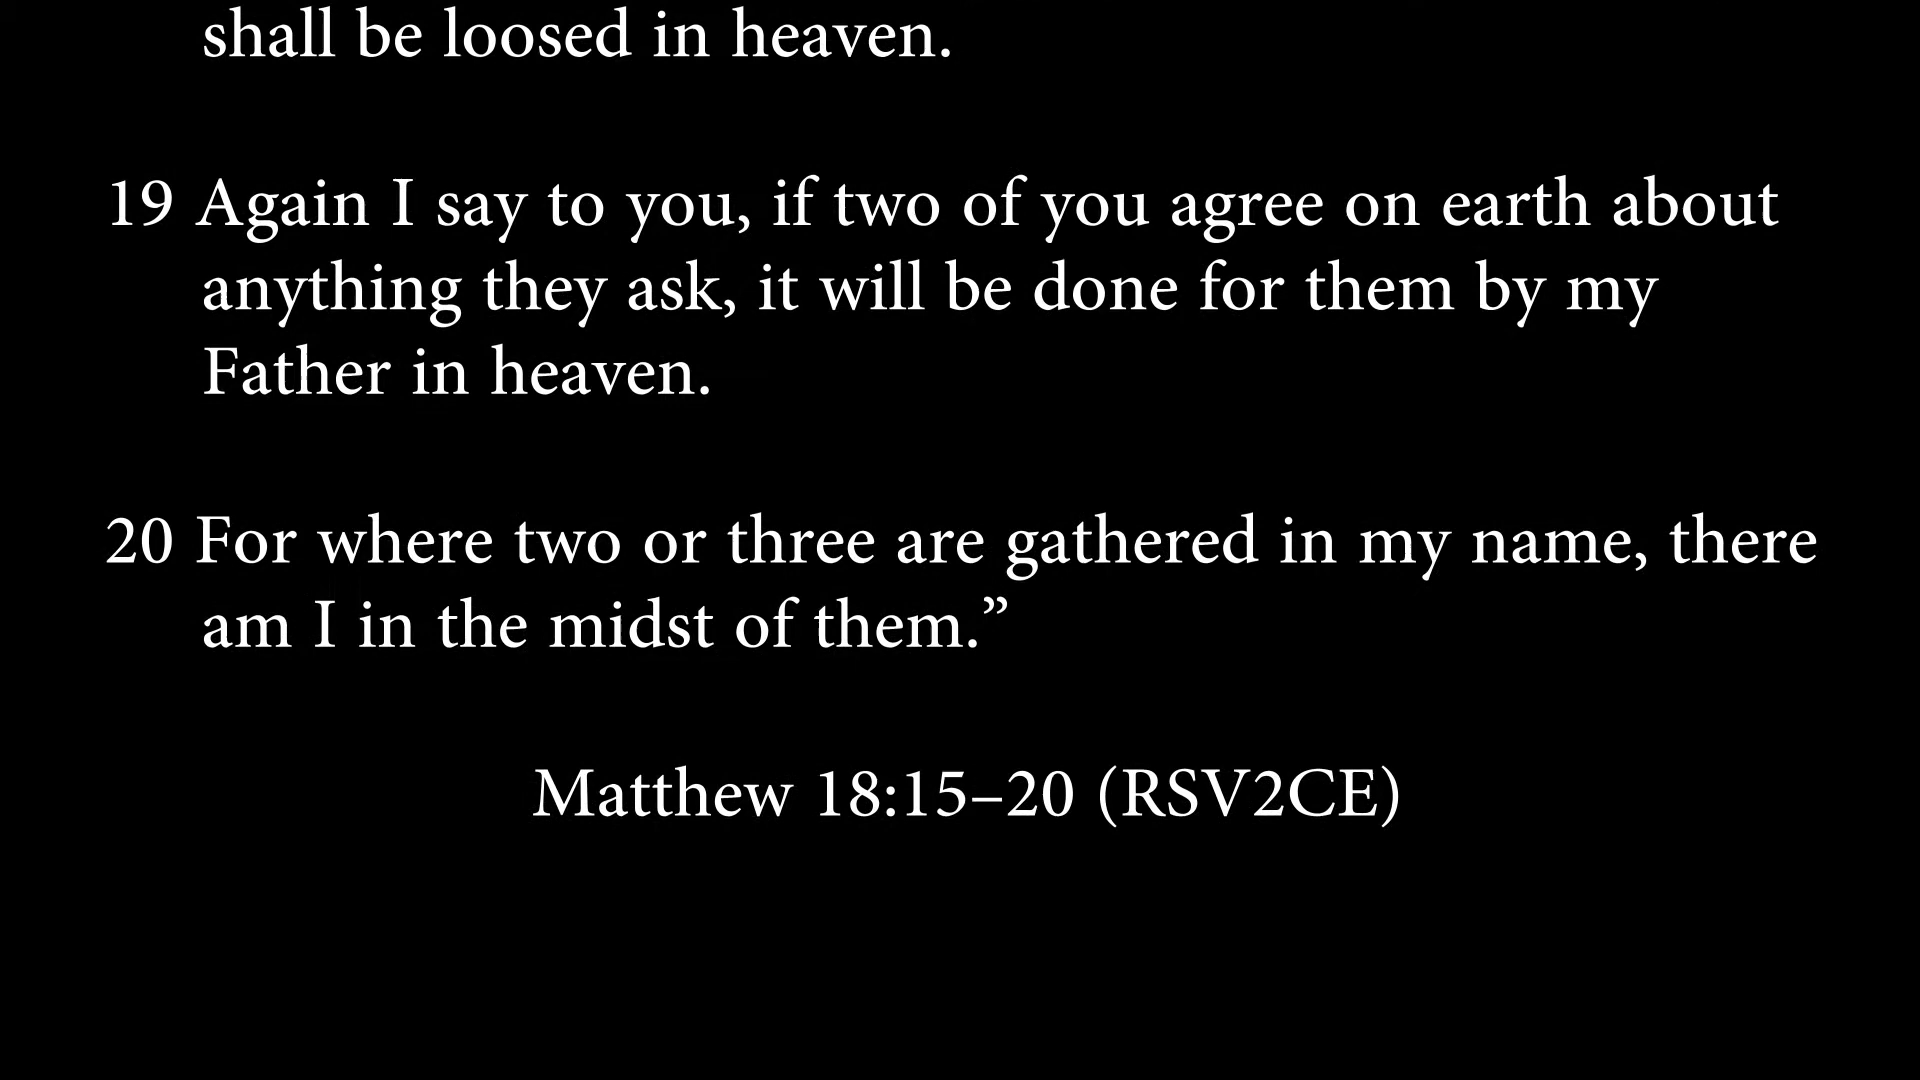 shall be loosed in heaven.
19 Again I say to you, if two of you agree on earth about
anything they ask, it will be done for them by my
Father in heaven.
20 For where two or three are gathered in my name, there
am I in the midst of them.”
Matthew 18:15–20 (RSV2CE)